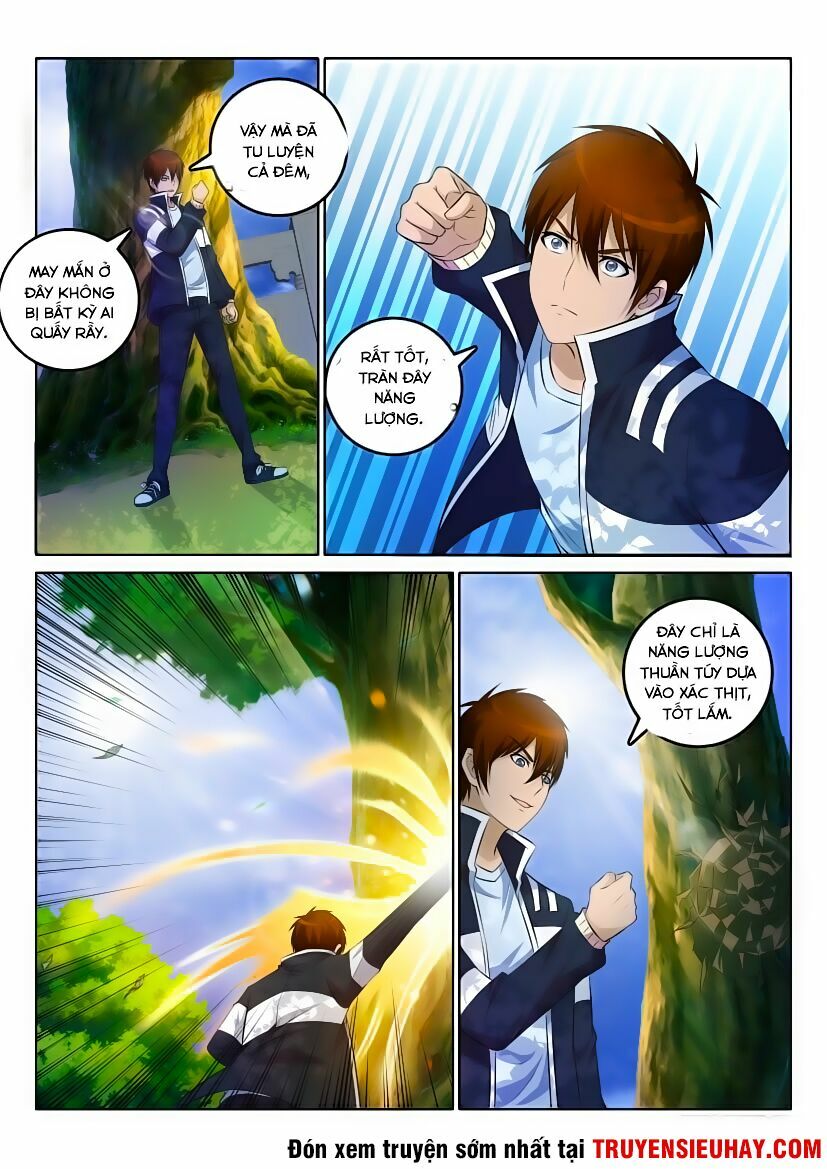 VẬY MÀ ĐÃ
TU LUYỆN
CẢ ĐÊM,
MAY MẮN Ở
ĐÂY KHÔNG
BỊ BẤT KỲ AI
QUẤY RẦY.
RẤT TỐT,
TRÀN ĐẦY
NĂNG
LƯỢNG.
ĐÂY CHỈ LÀ
NĂNG LƯỢNG
THUẦN TÚY DỰA
VÀO XÁC THỊT,
TỐT LẮM.
Đón xem truyện sớm nhất tại TRUYENSIEUHAY.COM